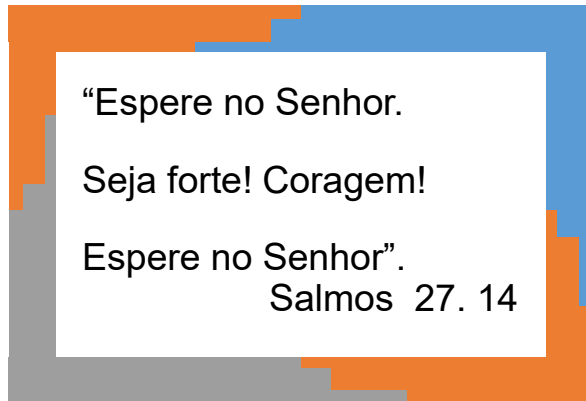 “Espere no Senhor.
Seja forte! Coragem!
Espere no Senhor”.
Salmos  27. 14